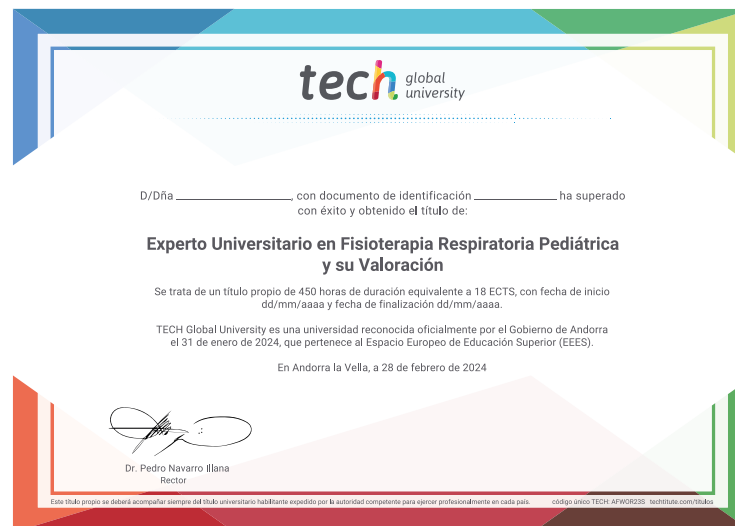 tech global university
D/Dña ____________, con documento de identificación ____________ ha superado
con éxito y obtenido el título de:
Experto Universitario en Fisioterapia Respiratoria Pediátrica
y su Valoración
Se trata de un título propio de 450 horas de duración equivalente a 18 ECTS, con fecha de inicio
dd/mm/aaaa y fecha de finalización dd/mm/aaaa.
TECH Global University es una universidad reconocida oficialmente por el Gobierno de Andorra
el 31 de enero de 2024, que pertenece al Espacio Europeo de Educación Superior (EEES).
En Andorra la Vella, a 28 de febrero de 2024
Dr. Pedro Navarro Illana
Rector
Este título propio se deberá acompañar siempre del título universitario habilitante expedido por la autoridad competente para ejercer profesionalmente en cada país. código único TECH: AFWOR23S techtitute.com/titulos